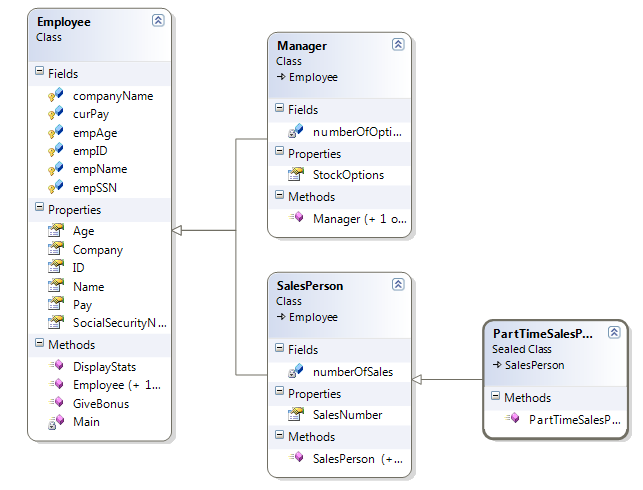 Employee
Class
Fields
companyName
curPay
empAge
empID
empName
empSSN
Properties
Age
Company
ID
Name
Pay
SocialSecurityN...
Methods
DisplayStats
Employee (+ 1...
GiveBonus
Main
Manager
Class
Employee
Fields
numberOfOpti...
Properties
StockOptions
Methods
Manager (+ 1 o...
SalesPerson
Class
Employee
Fields
numberOfSales
Properties
SalesNumber
Methods
SalesPerson (+...
PartTimeSalesP...
Sealed Class
SalesPerson
Methods
PartTimeSalesP...